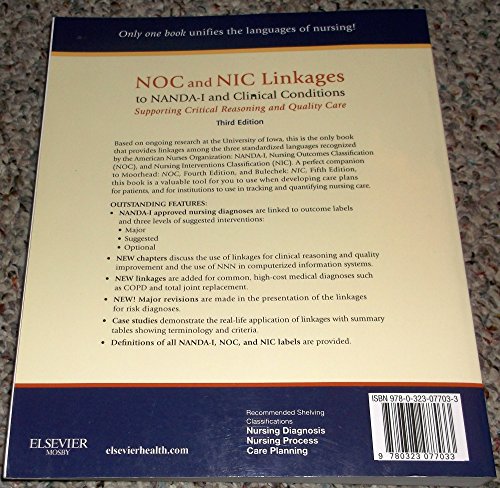 Only one book unifies the languages of nursing!
NOC and NIC Linkages
to NANDA-I and Clinical Conditions
Supporting Critical Reasoning and Quality Care
Third Edition
Based on ongoing research at the University of Iowa, this is the only book
that provides linkages among the three standardized languages recognized
by the American Nurses Organization: NANDA-I, Nursing Outcomes Classification
(NOC), and Nursing Interventions Classification (NIC). A perfect companion
to Moorhead: NOC, Fourth Edition, and Bulechek: NIC, Fifth Edition,
this book is a valuable tool for you to use when developing care plans
for patients, and for institutions to use in tracking and quantifying nursing care.
OUTSTANDING FEATURES:
• NANDA-I approved nursing diagnoses are linked to outcome labels
and three levels of suggested interventions:
• Major
• Suggested
• Optional
• NEW chapters discuss the use of linkages for clinical reasoning and quality
improvement and the use of NNN in computerized information systems.
• NEW linkages are added for common, high-cost medical diagnoses such
as COPD and total joint replacement.
• NEW! Major revisions are made in the presentation of the linkages
for risk diagnoses.
• Case studies demonstrate the real-life application of linkages with summary
tables showing terminology and criteria.
• Definitions of all NANDA-I, NOC, and NIC labels are provided.
ELSEVIER
MOSBY
elsevierhealth.com
Recommended Shelving
Classifications
Nursing Diagnosis
Nursing Process
Care Planning
ISBN 978-0-323-07703-3
9 780323 077033